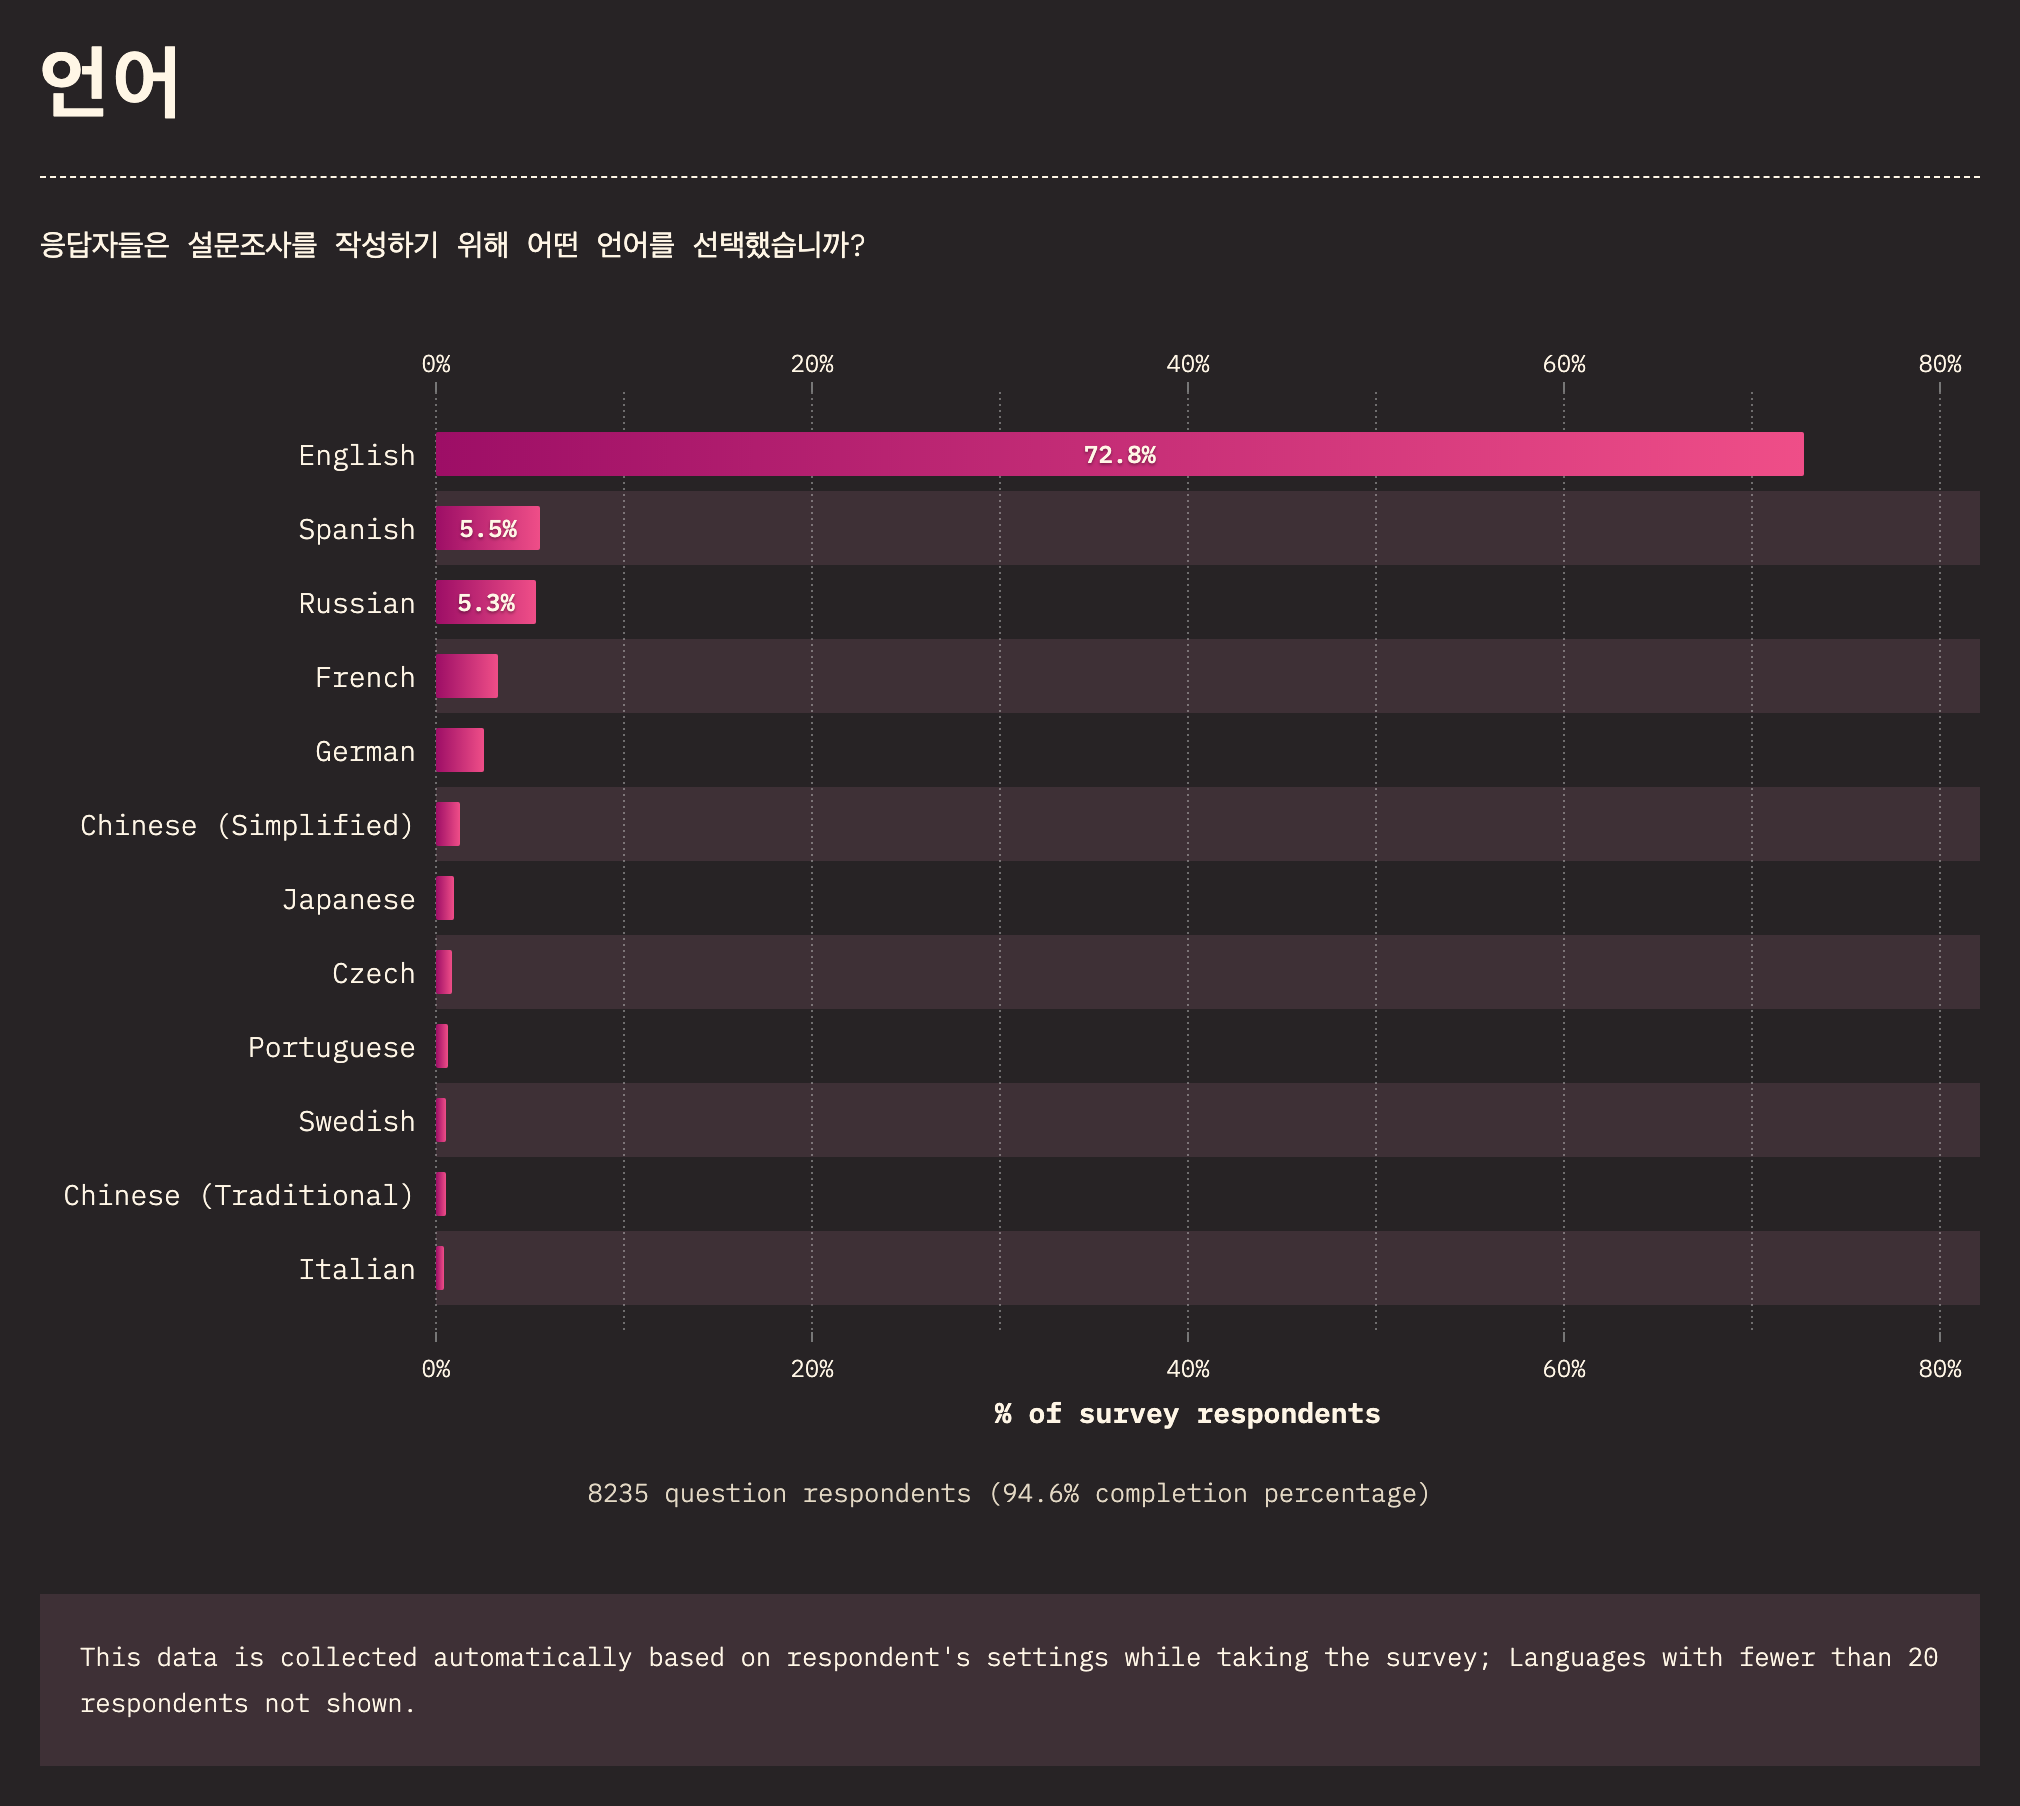 언어
응답자들은 설문조사를 작성하기 위해 어떤 언어를 선택했습니까?
0% 20% 40% 60% 80%
English 72.8%
Spanish 5.5%
Russian 5.3%
French
German
Chinese (Simplified)
Japanese
Czech
Portuguese
Swedish
Chinese (Traditional)
Italian
0% 20% 40% 60% 80%
% of survey respondents
8235 question respondents (94.6% completion percentage)
This data is collected automatically based on respondent's settings while taking the survey; Languages with fewer than 20
respondents not shown.